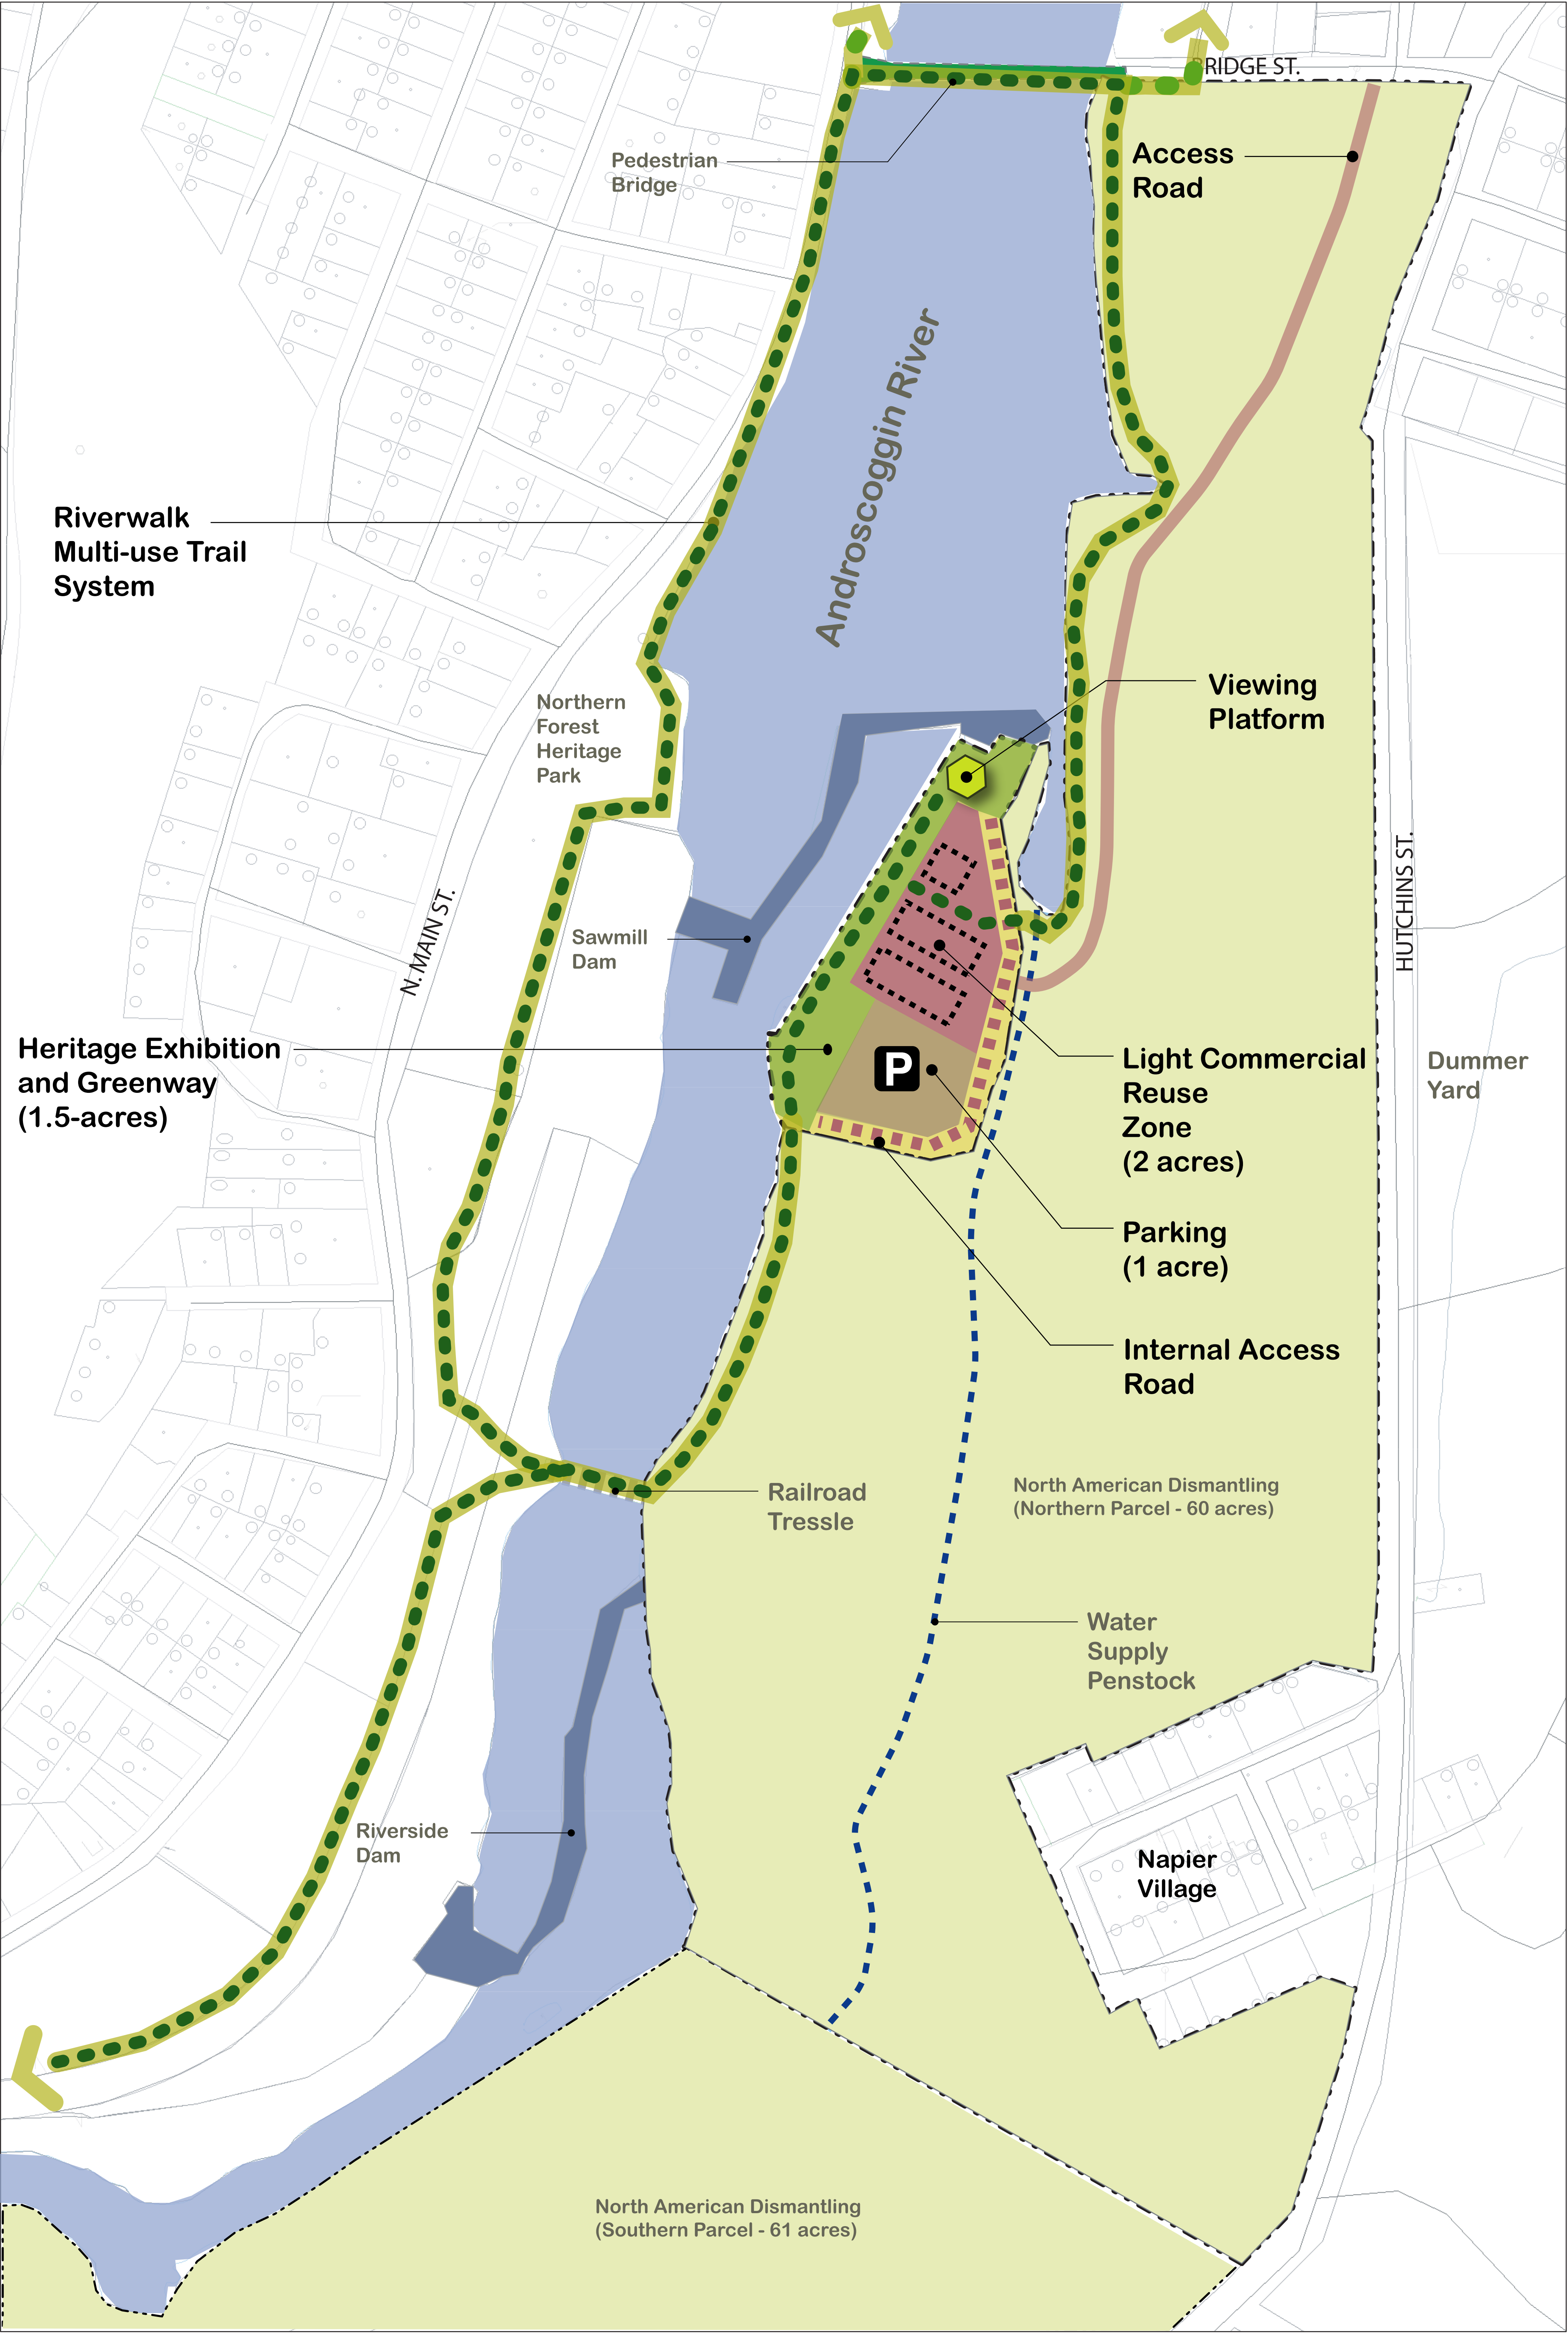 RIDGE ST.
Pedestrian
Bridge
Access
Road
Androscoggin River
Riverwalk
Multi-use Trail
System
Northern
Forest
Heritage
Park
Viewing
Platform
N. MAIN ST.
HUTCHINS ST.
Sawmill
Dam
Heritage Exhibition
and Greenway
(1.5-acres)
P
Light Commercial
Reuse
Zone
(2 acres)
Dummer
Yard
Parking
(1 acre)
Internal Access
Road
Railroad
Tressle
North American Dismantling
(Northern Parcel - 60 acres)
Water
Supply
Penstock
Riverside
Dam
Napier
Village
North American Dismantling
(Southern Parcel - 61 acres)